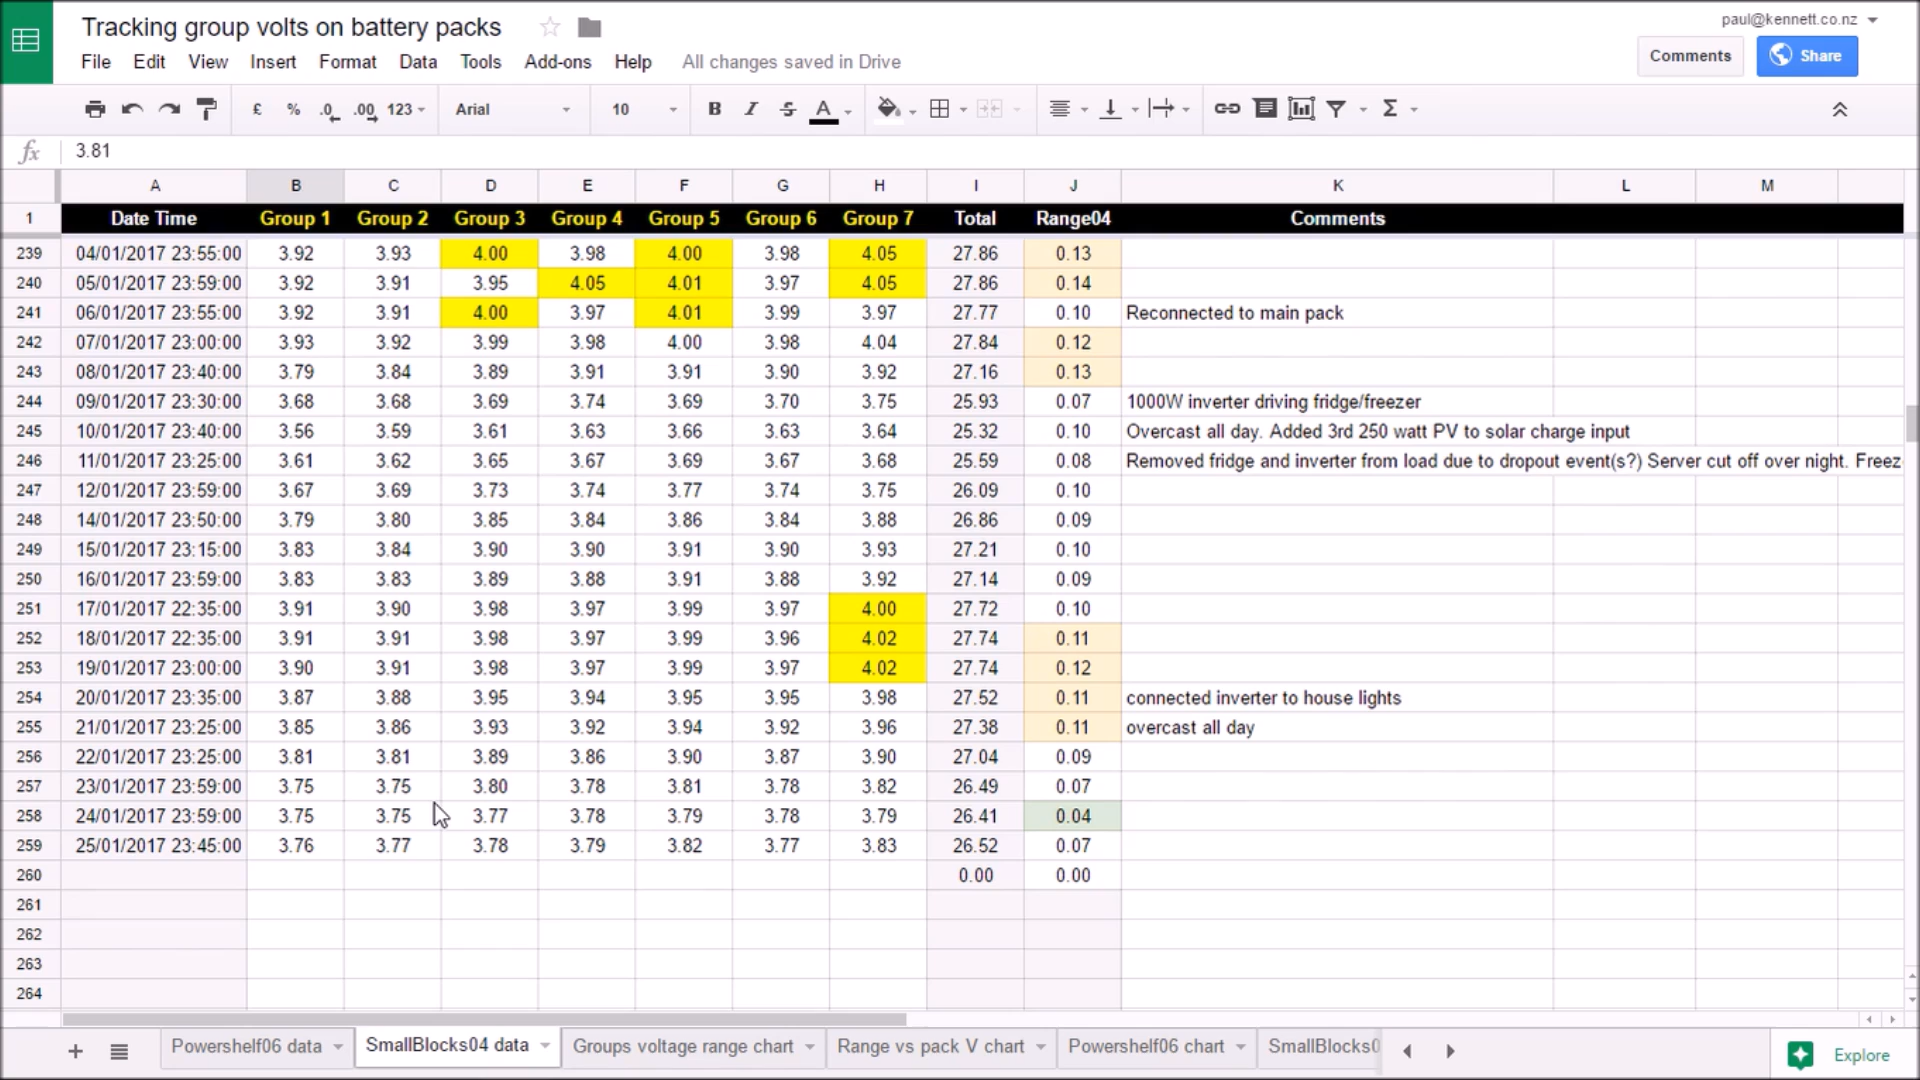 Tracking group volts on battery packs
paul@kennett.co.nz
File Edit View Insert Format Data Tools Add-ons Help All changes saved in Drive
Comments Share
£ % .0 .00 123 Arial 10 B I S A Σ
fx 3.81
A B C D E F G H I J K L M
1 Date Time Group 1 Group 2 Group 3 Group 4 Group 5 Group 6 Group 7 Total Range04 Comments
239 04/01/2017 23:55:00 3.92 3.93 4.00 3.98 4.00 3.98 4.05 27.86 0.13
240 05/01/2017 23:59:00 3.92 3.91 3.95 4.05 4.01 3.97 4.05 27.86 0.14
241 06/01/2017 23:55:00 3.92 3.91 4.00 3.97 4.01 3.99 3.97 27.77 0.10 Reconnected to main pack
242 07/01/2017 23:00:00 3.93 3.92 3.99 3.98 4.00 3.98 4.04 27.84 0.12
243 08/01/2017 23:40:00 3.79 3.84 3.89 3.91 3.91 3.90 3.92 27.16 0.13
244 09/01/2017 23:30:00 3.68 3.68 3.69 3.74 3.69 3.70 3.75 25.93 0.07 1000W inverter driving fridge/freezer
245 10/01/2017 23:40:00 3.56 3.59 3.61 3.63 3.66 3.63 3.64 25.32 0.10 Overcast all day. Added 3rd 250 watt PV to solar charge input
246 11/01/2017 23:25:00 3.61 3.62 3.65 3.67 3.69 3.67 3.68 25.59 0.08 Removed fridge and inverter from load due to dropout event(s?) Server cut off over night. Freez
247 12/01/2017 23:59:00 3.67 3.69 3.73 3.74 3.77 3.74 3.75 26.09 0.10
248 14/01/2017 23:50:00 3.79 3.80 3.85 3.84 3.86 3.84 3.88 26.86 0.09
249 15/01/2017 23:15:00 3.83 3.84 3.90 3.90 3.91 3.90 3.93 27.21 0.10
250 16/01/2017 23:59:00 3.83 3.83 3.89 3.88 3.91 3.88 3.92 27.14 0.09
251 17/01/2017 22:35:00 3.91 3.90 3.98 3.97 3.99 3.97 4.00 27.72 0.10
252 18/01/2017 22:35:00 3.91 3.91 3.98 3.97 3.99 3.96 4.02 27.74 0.11
253 19/01/2017 23:00:00 3.90 3.91 3.98 3.97 3.99 3.97 4.02 27.74 0.12
254 20/01/2017 23:35:00 3.87 3.88 3.95 3.94 3.95 3.95 3.98 27.52 0.11 connected inverter to house lights
255 21/01/2017 23:25:00 3.85 3.86 3.93 3.92 3.94 3.92 3.96 27.38 0.11 overcast all day
256 22/01/2017 23:25:00 3.81 3.81 3.89 3.86 3.90 3.87 3.90 27.04 0.09
257 23/01/2017 23:59:00 3.75 3.75 3.80 3.78 3.81 3.78 3.82 26.49 0.07
258 24/01/2017 23:59:00 3.75 3.75 3.77 3.78 3.79 3.78 3.79 26.41 0.04
259 25/01/2017 23:45:00 3.76 3.77 3.78 3.79 3.82 3.77 3.83 26.52 0.07
260 0.00 0.00
261
262
263
264
Powershelf06 data SmallBlocks04 data Groups voltage range chart Range vs pack V chart Powershelf06 chart SmallBlocks0 Explore